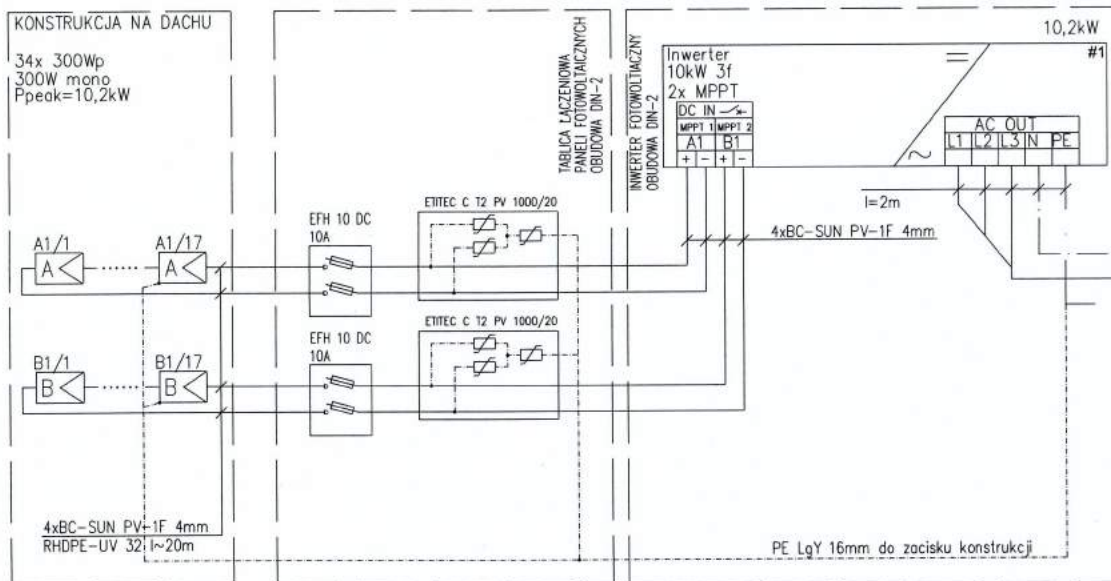 KONSTRUKCJA NA DACHU
34x 300Wp
300W mono
Ppeak=10,2kW
A1/1
A1/17
A
A
B1/1
B1/17
B
B
4xBC-SUN PV-1F 4mm
RHDPE-UV 32 l~20m
TABLICA ŁĄCZENIOWA
PANELI FOTOWOLTAICZNYCH
OBUDOWA DIN-2
EFH 10 DC
10A
ETITEC C T2 PV 1000/20
EFH 10 DC
10A
ETITEC C T2 PV 1000/20
INWERTER FOTOWOLTIACZNY
OBUDOWA DIN-2
10,2kW
#1
Inwerter
10kW 3f
2x MPPT
DC IN
MPPT 1 MPPT 2
A1 B1
+ - + -
AC OUT
L1 L2 L3 N PE
l=2m
4xBC-SUN PV-1F 4mm
PE LgY 16mm do zacisku konstrukcji